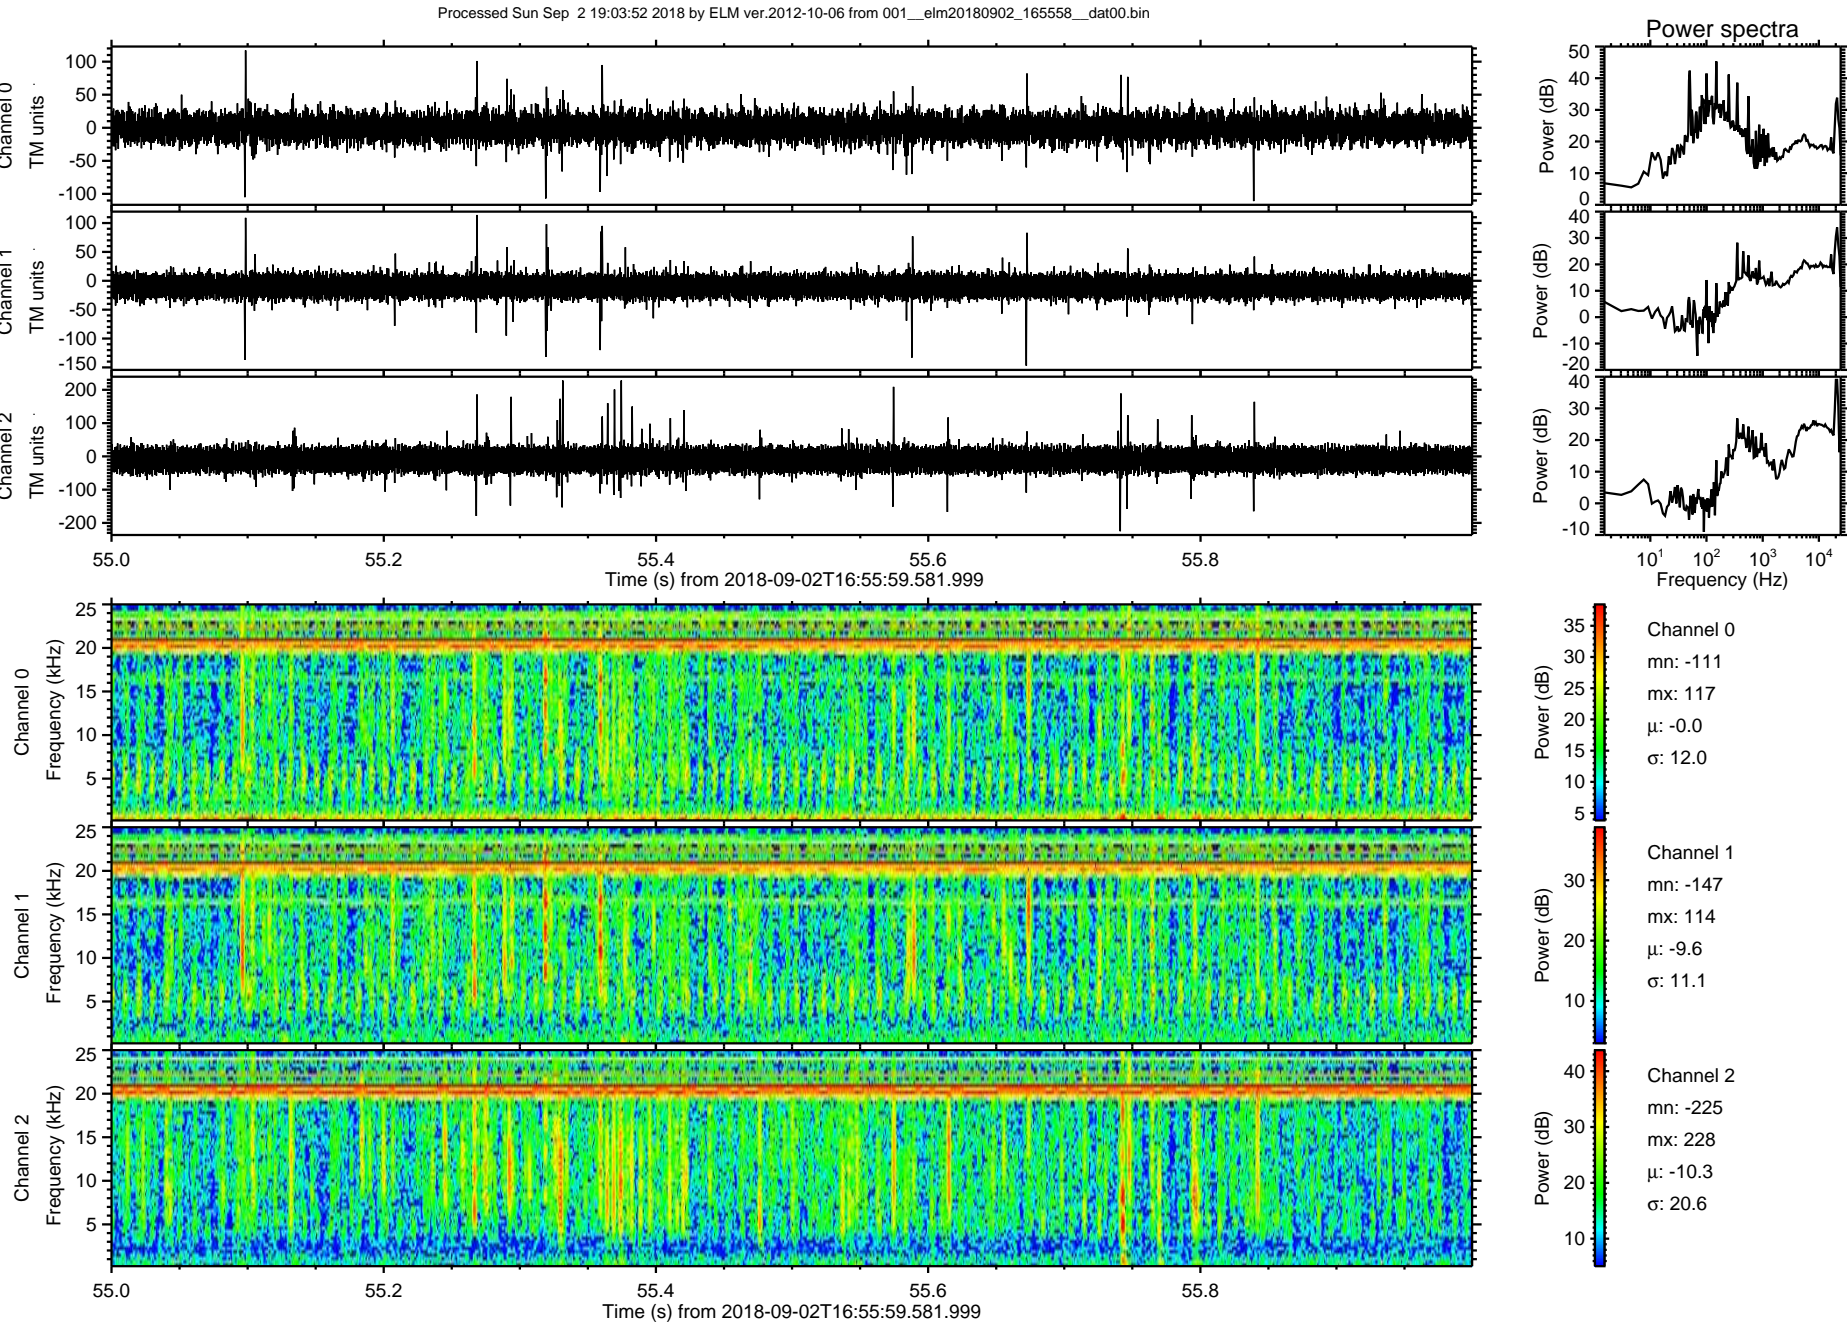 Processed Sun Sep  2 19:03:52 2018 by ELM ver.2012-10-06 from 001__elm20180902_165558__dat00.bin
Power spectra
Channel 0
TM units
100
50
0
-50
-100
Power (dB)
50
40
30
20
10
0
Channel 1
TM units
100
50
0
-50
-100
-150
Power (dB)
40
30
20
10
0
-10
-20
Channel 2
TM units
200
100
0
-100
-200
Power (dB)
40
30
20
10
0
-10
55.0 55.2 55.4 55.6 55.8
Time (s) from 2018-09-02T16:55:59.581.999
10^1 10^2 10^3 10^4
Frequency (Hz)
Channel 0
Frequency (kHz)
25
20
15
10
5
Power (dB)
35
30
25
20
15
10
5
Channel 0
mn: -111
mx: 117
μ: -0.0
σ: 12.0
Channel 1
Frequency (kHz)
25
20
15
10
5
Power (dB)
30
20
10
Channel 1
mn: -147
mx: 114
μ: -9.6
σ: 11.1
Channel 2
Frequency (kHz)
25
20
15
10
5
Power (dB)
40
30
20
10
Channel 2
mn: -225
mx: 228
μ: -10.3
σ: 20.6
55.0 55.2 55.4 55.6 55.8
Time (s) from 2018-09-02T16:55:59.581.999